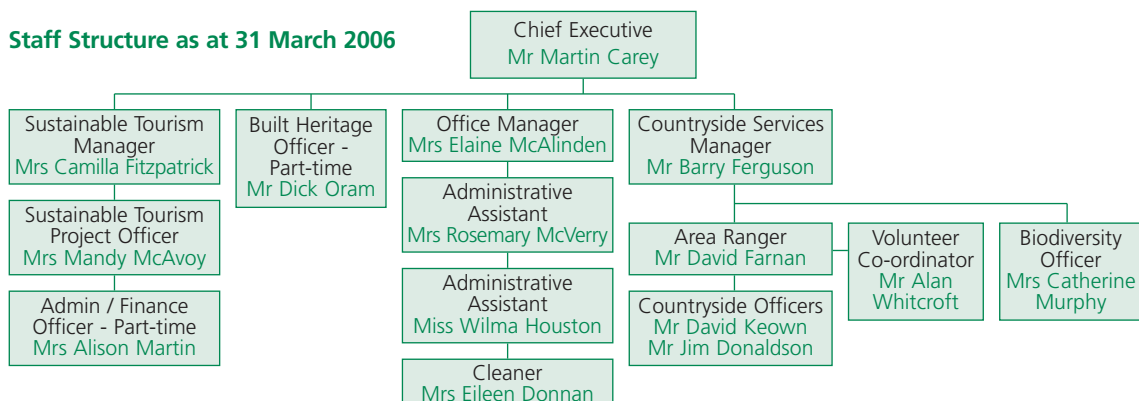 Staff Structure as at 31 March 2006
Chief Executive
Mr Martin Carey
Sustainable Tourism
Manager
Mrs Camilla Fitzpatrick
Built Heritage
Officer -
Part-time
Mr Dick Oram
Office Manager
Mrs Elaine McAlinden
Countryside Services
Manager
Mr Barry Ferguson
Sustainable Tourism
Project Officer
Mrs Mandy McAvoy
Administrative
Assistant
Mrs Rosemary McVerry
Area Ranger
Mr David Farnan
Volunteer
Co-ordinator
Mr Alan
Whitcroft
Biodiversity
Officer
Mrs Catherine
Murphy
Admin / Finance
Officer - Part-time
Mrs Alison Martin
Administrative
Assistant
Miss Wilma Houston
Countryside Officers
Mr David Keown
Mr Jim Donaldson
Cleaner
Mrs Eileen Donnan